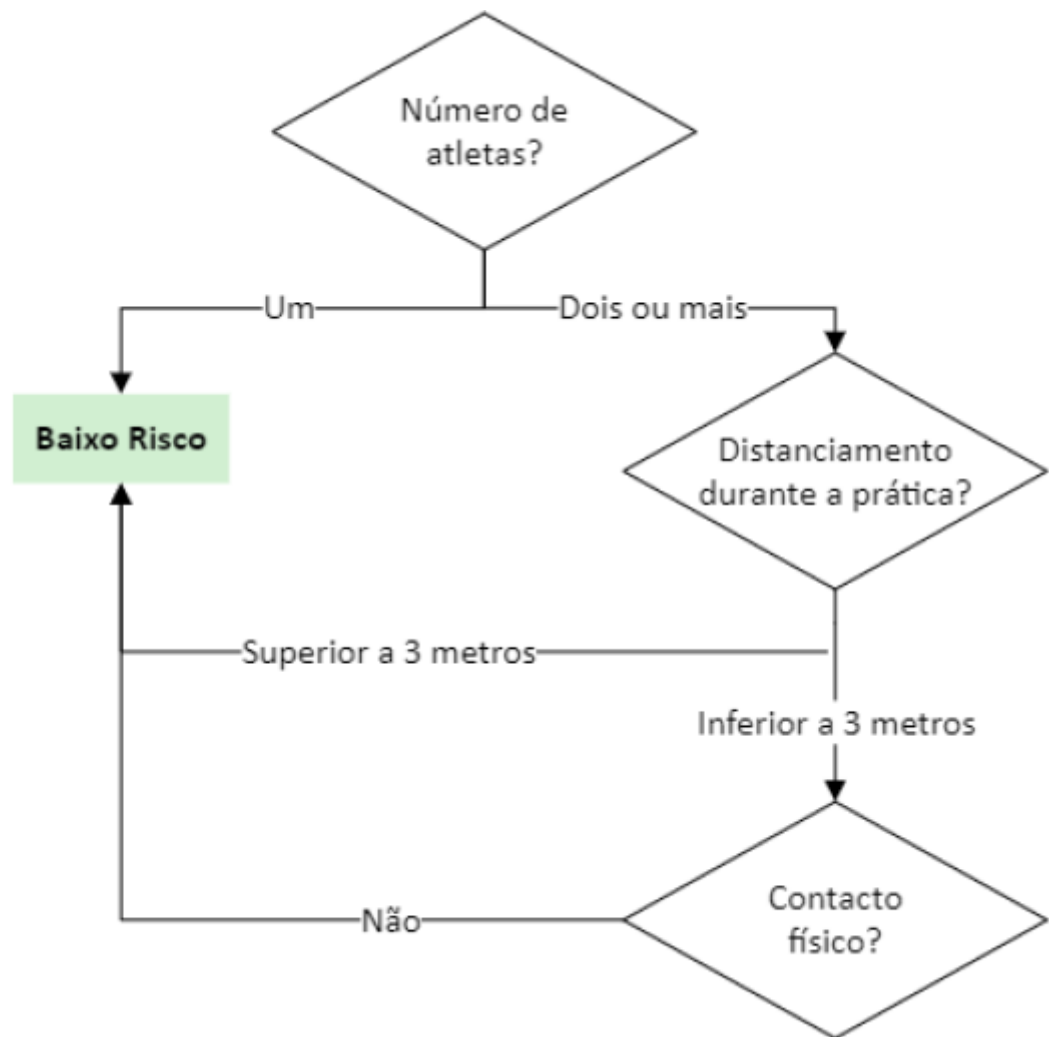 Número de
atletas?
Um
Dois ou mais
Baixo Risco
Distanciamento
durante a prática?
Superior a 3 metros
Inferior a 3 metros
Contacto
físico?
Não